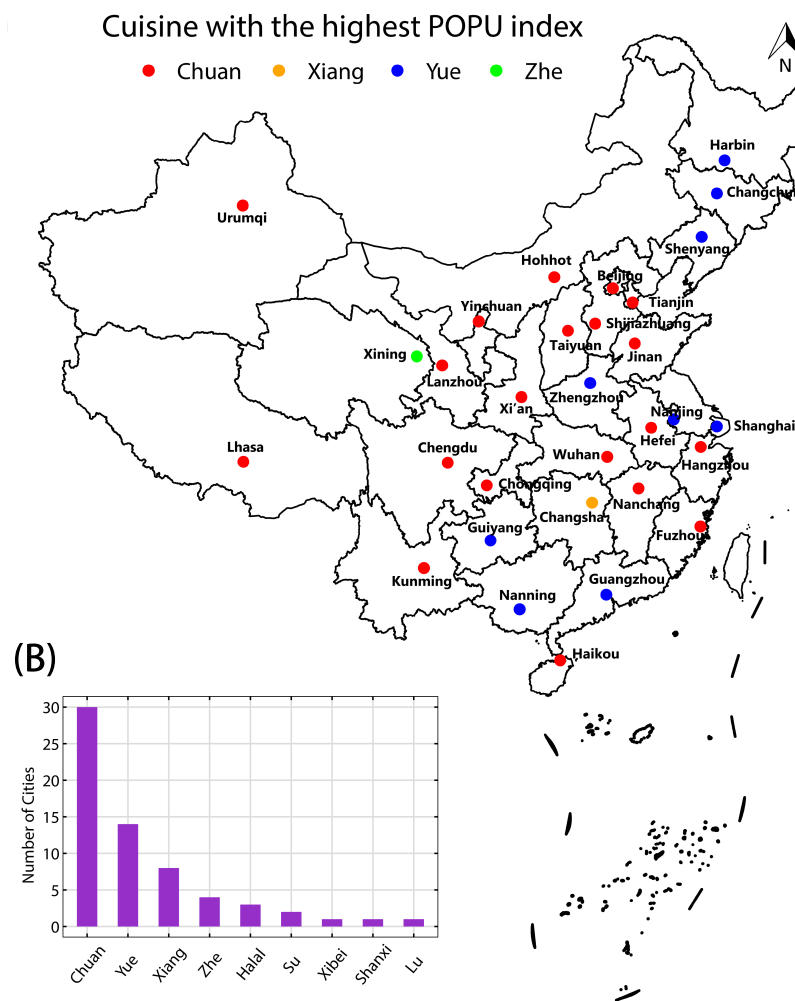 Cuisine with the highest POPU index
Chuan Xiang Yue Zhe
N
Harbin
Changchun
Urumqi
Shenyang
Hohhot
Beijing
Tianjin
Yinchuan
Shijiazhuang
Taiyuan
Jinan
Xining
Lanzhou
Zhengzhou
Xi'an
Nanjing
Shanghai
Hefei
Lhasa
Chengdu
Wuhan
Hangzhou
Chongqing
Nanchang
Changsha
Guiyang
Fuzhou
Kunming
Guangzhou
Nanning
Haikou
(B)
Number of Cities
30
25
20
15
10
5
0
Chuan Yue Xiang Zhe Halal Su Xibei Shanxi Lu